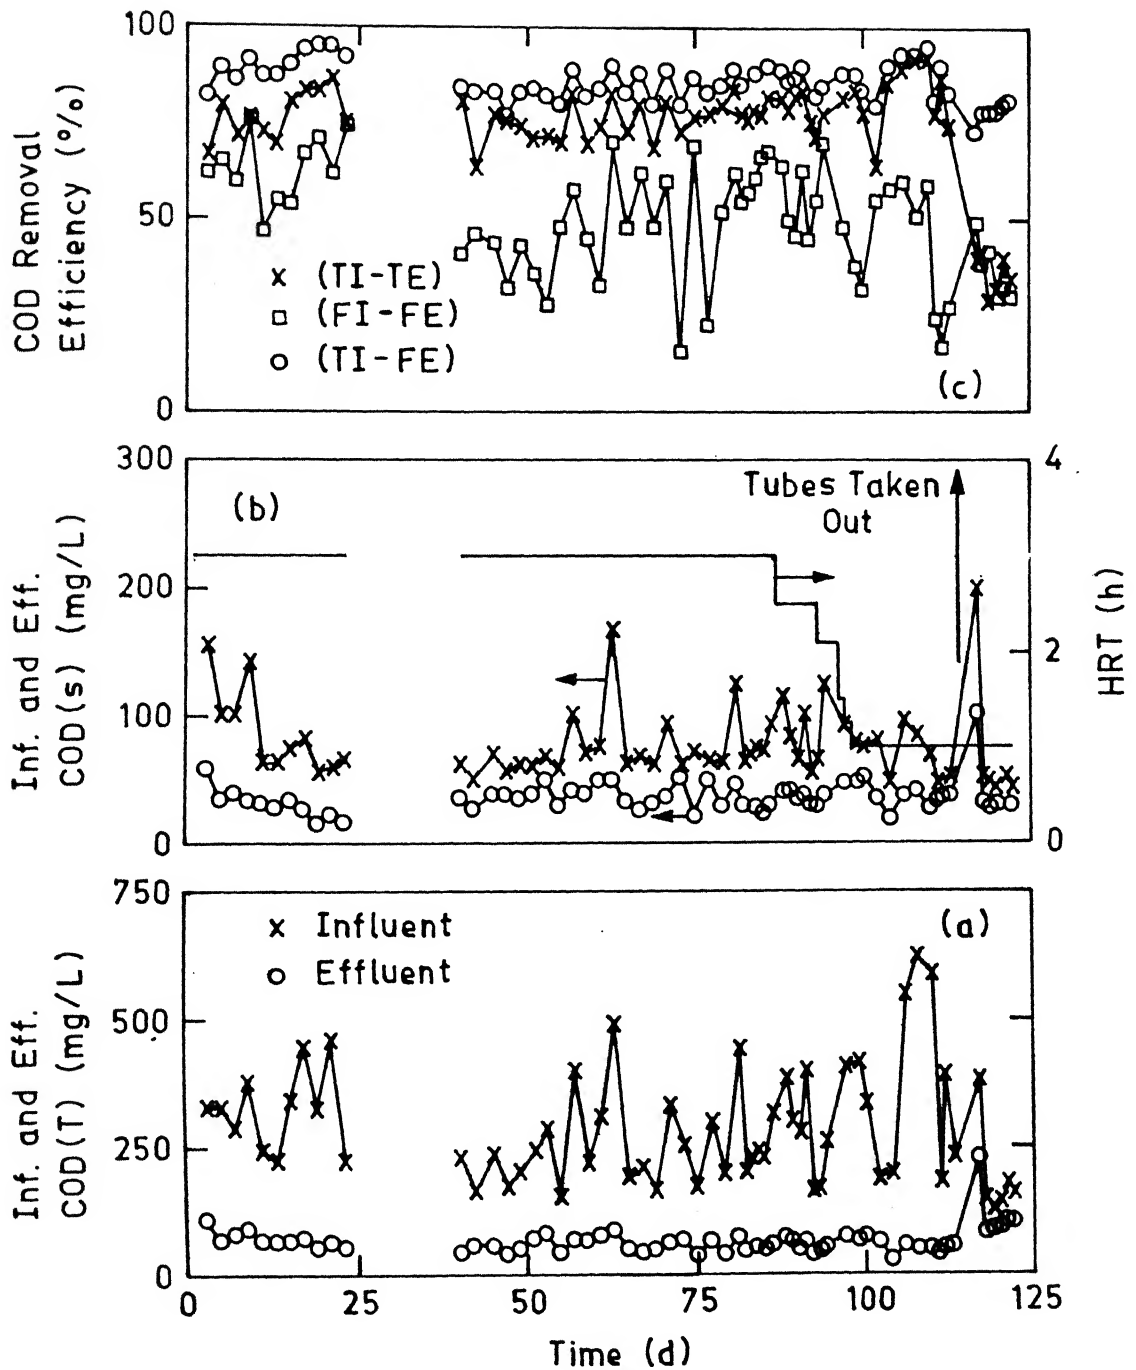 100
50
0
COD Removal
Efficiency (%)
× (TI-TE)
□ (FI-FE)
○ (TI-FE)
(c)
300
200
100
0
Inf. and Eff.
COD(s) (mg/L)
(b)
Tubes Taken
Out
4
2
0
HRT (h)
750
500
250
0
Inf. and Eff.
COD(T) (mg/L)
× Influent
○ Effluent
(a)
0 25 50 75 100 125
Time (d)